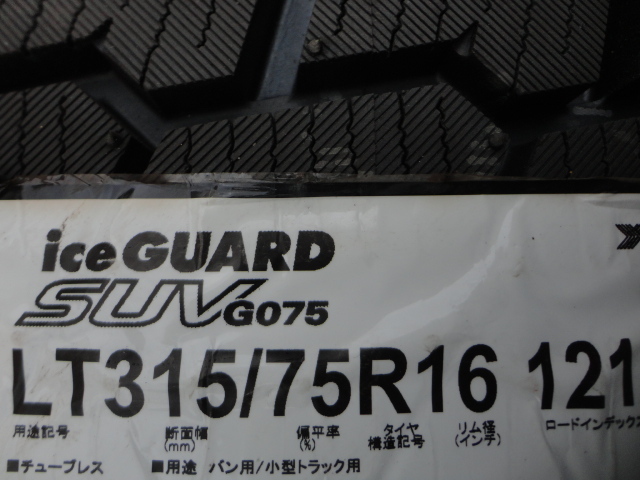 iceGUARD
SUV G075
LT315/75R16 121
用途記号 断面幅 偏平率 タイヤ リム径 ロードインデックス
(mm) (%) 構造記号 (インチ)
■チューブレス ■用途 バン用/小型トラック用